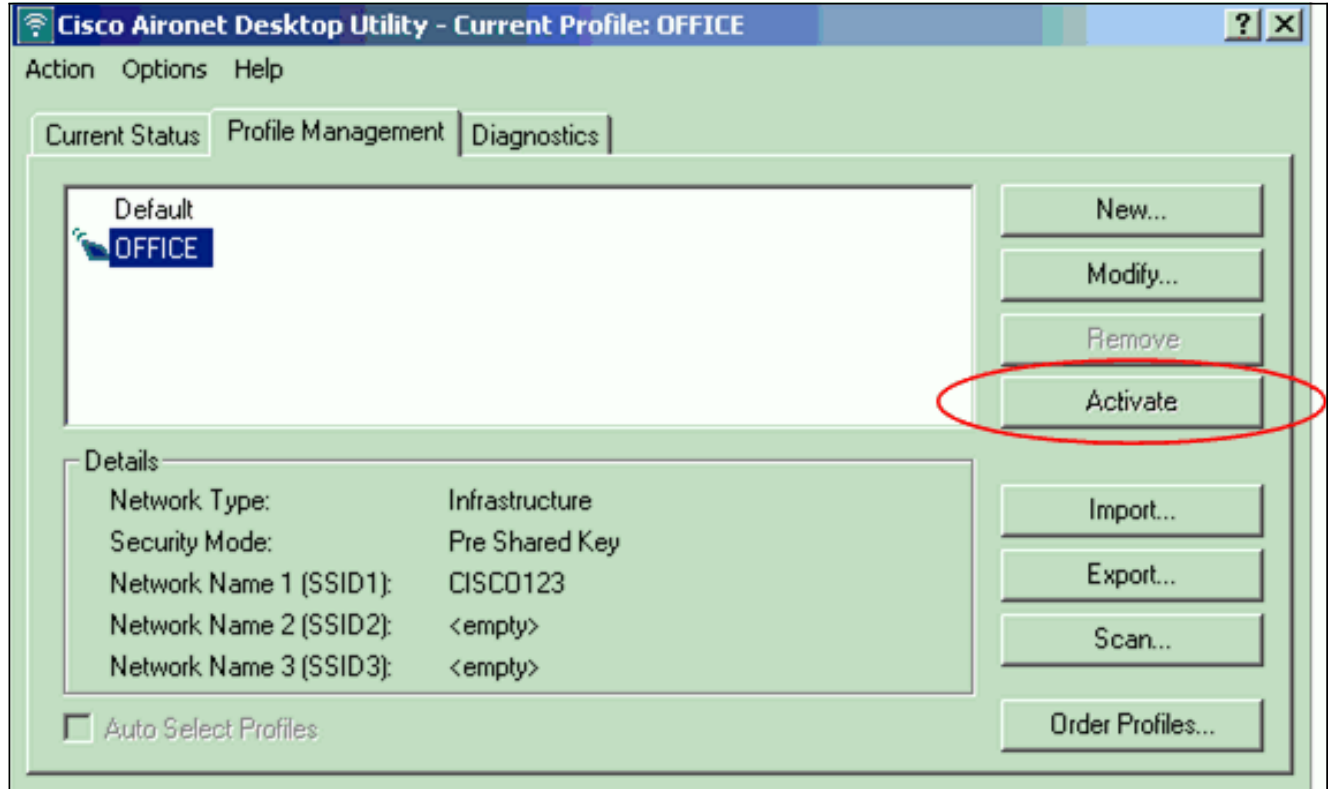 Cisco Aironet Desktop Utility - Current Profile: OFFICE
Action Options Help
Current Status Profile Management Diagnostics
Default
OFFICE
New...
Modify...
Remove
Activate
Details
Network Type: Infrastructure
Security Mode: Pre Shared Key
Network Name 1 (SSID1): CISCO123
Network Name 2 (SSID2): <empty>
Network Name 3 (SSID3): <empty>
Import...
Export...
Scan...
Auto Select Profiles
Order Profiles...